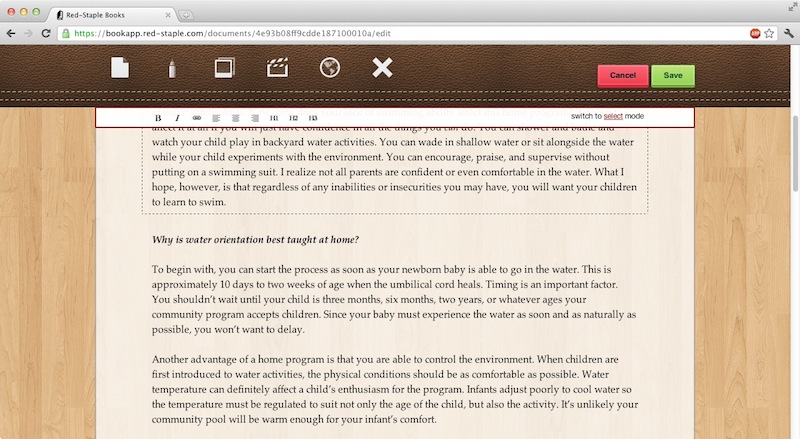 Red-Staple Books
https://bookapp.red-staple.com/documents/4e93b08ff9cdde187100010a/edit
ABP
Cancel
Save
B I H1 H2 H3
switch to select mode
affect it at all if you will just have confidence in all the things you can do. You can shower and bathe and
watch your child play in backyard water activities. You can wade in shallow water or sit alongside the water
while your child experiments with the environment. You can encourage, praise, and supervise without
putting on a swimming suit. I realize not all parents are confident or even comfortable in the water. What I
hope, however, is that regardless of any inabilities or insecurities you may have, you will want your children
to learn to swim.
Why is water orientation best taught at home?
To begin with, you can start the process as soon as your newborn baby is able to go in the water. This is
approximately 10 days to two weeks of age when the umbilical cord heals. Timing is an important factor.
You shouldn't wait until your child is three months, six months, two years, or whatever ages your
community program accepts children. Since your baby must experience the water as soon and as naturally as
possible, you won't want to delay.
Another advantage of a home program is that you are able to control the environment. When children are
first introduced to water activities, the physical conditions should be as comfortable as possible. Water
temperature can definitely affect a child's enthusiasm for the program. Infants adjust poorly to cool water so
the temperature must be regulated to suit not only the age of the child, but also the activity. It's unlikely your
community pool will be warm enough for your infant's comfort.